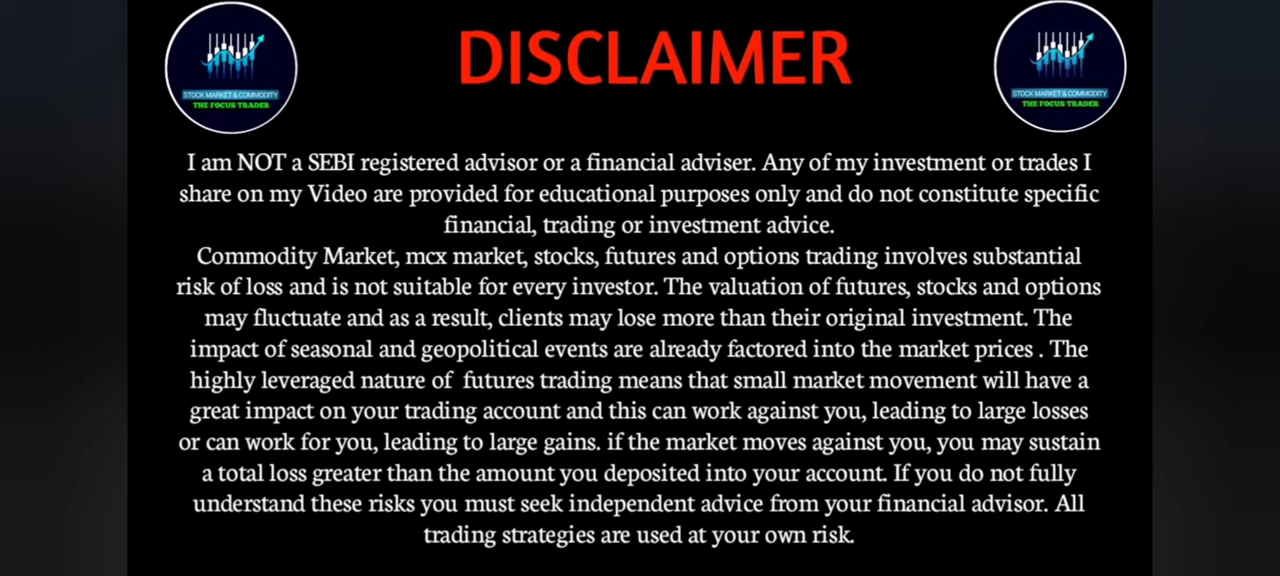 DISCLAIMER
STOCK MARKET & COMMODITY
THE FOCUS TRADER
STOCK MARKET & COMMODITY
THE FOCUS TRADER
I am NOT a SEBI registered advisor or a financial adviser. Any of my investment or trades I
share on my Video are provided for educational purposes only and do not constitute specific
financial, trading or investment advice.
Commodity Market, mcx market, stocks, futures and options trading involves substantial
risk of loss and is not suitable for every investor. The valuation of futures, stocks and options
may fluctuate and as a result, clients may lose more than their original investment. The
impact of seasonal and geopolitical events are already factored into the market prices . The
highly leveraged nature of  futures trading means that small market movement will have a
great impact on your trading account and this can work against you, leading to large losses
or can work for you, leading to large gains. if the market moves against you, you may sustain
a total loss greater than the amount you deposited into your account. If you do not fully
understand these risks you must seek independent advice from your financial advisor. All
trading strategies are used at your own risk.